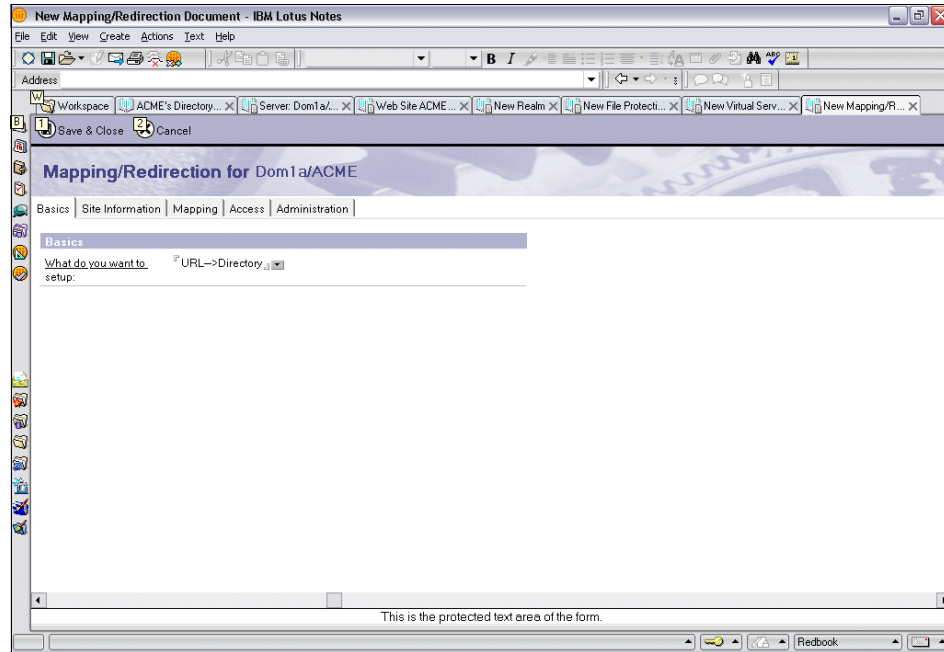 New Mapping/Redirection Document - IBM Lotus Notes
File Edit View Create Actions Text Help
Address
W Workspace ACME's Directory... Server: Dom1a/... Web Site ACME... New Realm New File Protecti... New Virtual Serv... New Mapping/R...
B 1 Save & Close 2 Cancel
Mapping/Redirection for Dom1a/ACME
Basics Site Information Mapping Access Administration
Basics
What do you want to URL-->Directory
setup:
This is the protected text area of the form.
Redbook